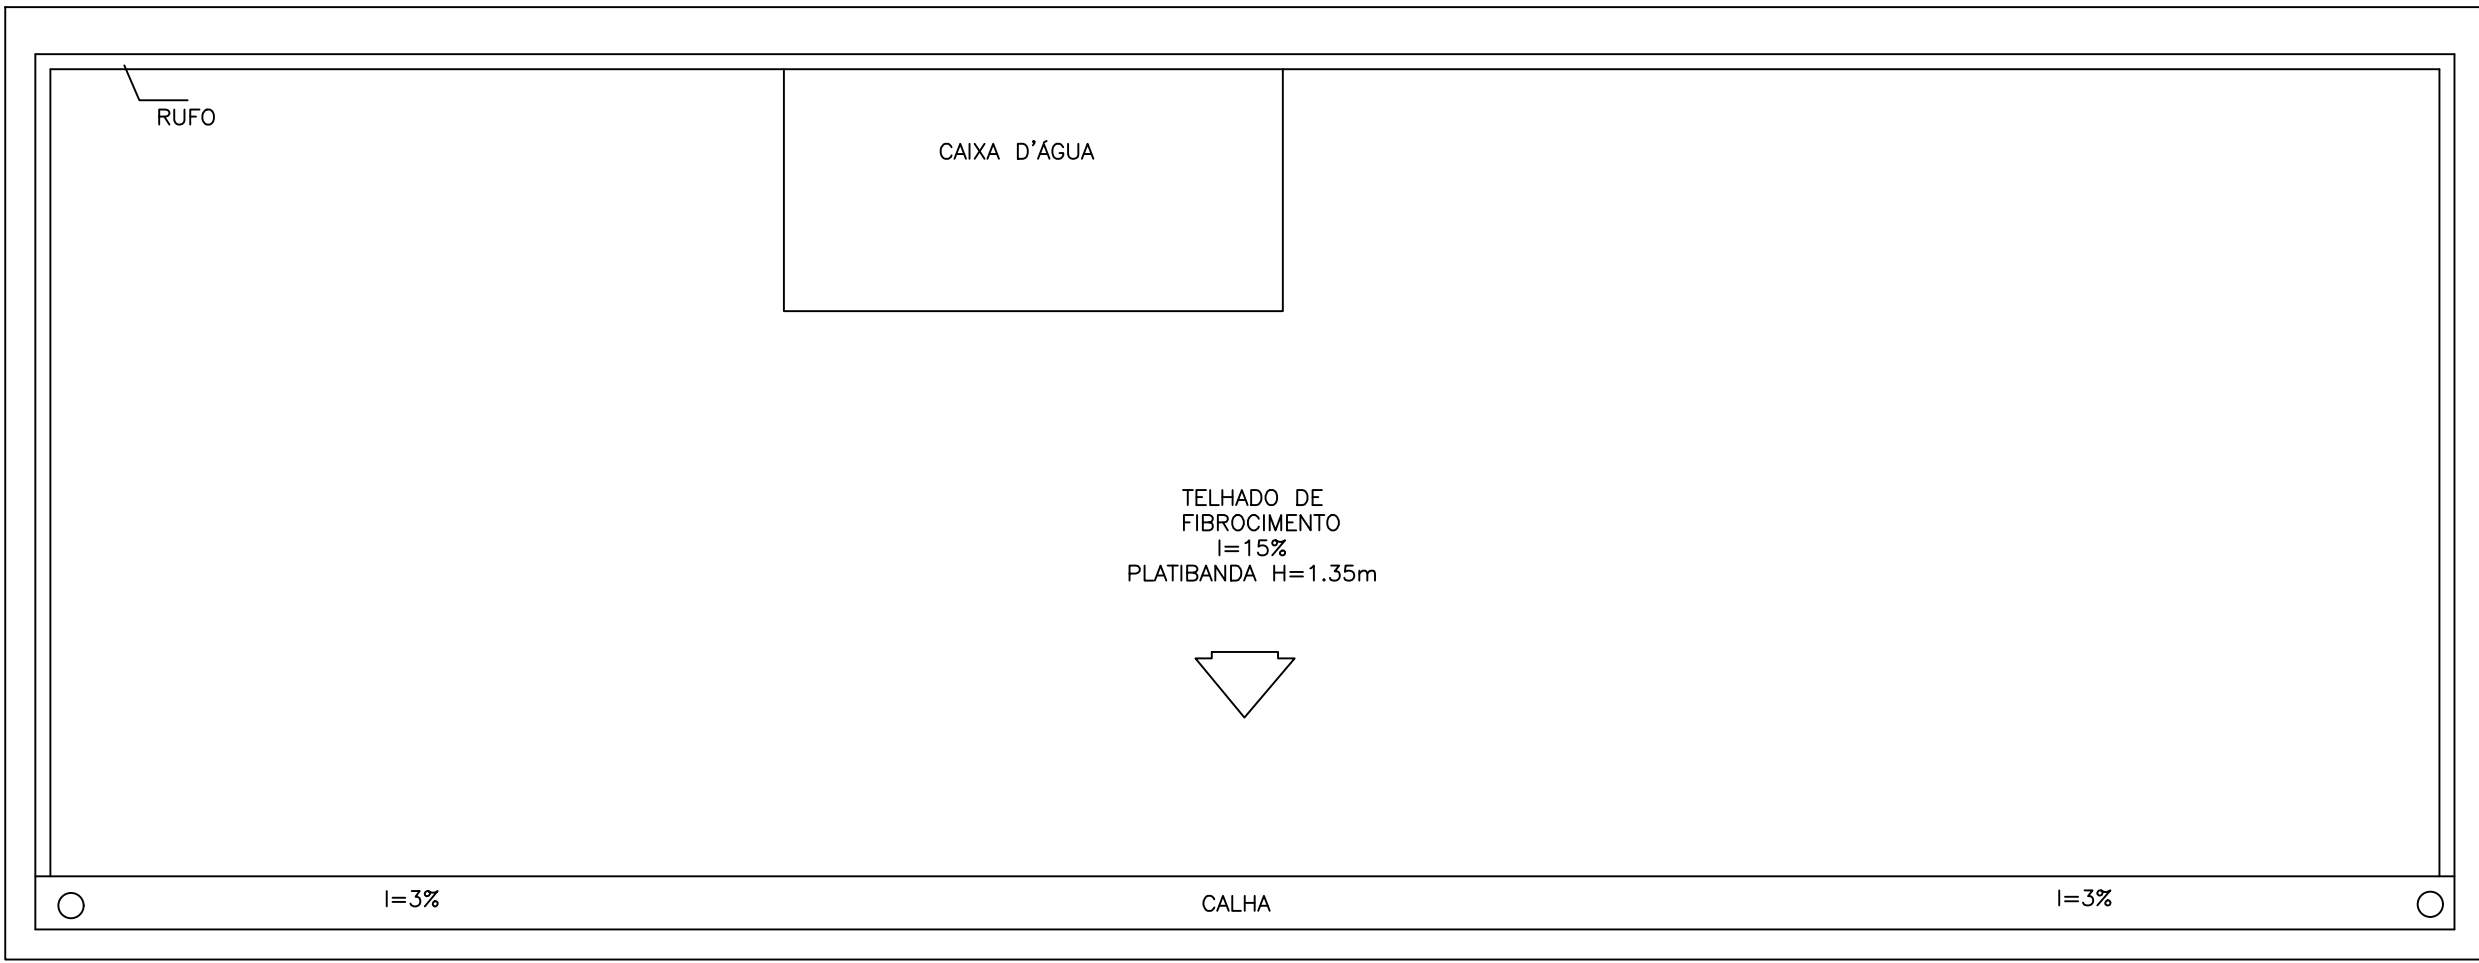 RUFO
CAIXA D'ÁGUA
TELHADO DE
FIBROCIMENTO
I=15%
PLATIBANDA H=1.35m
I=3%
CALHA
I=3%